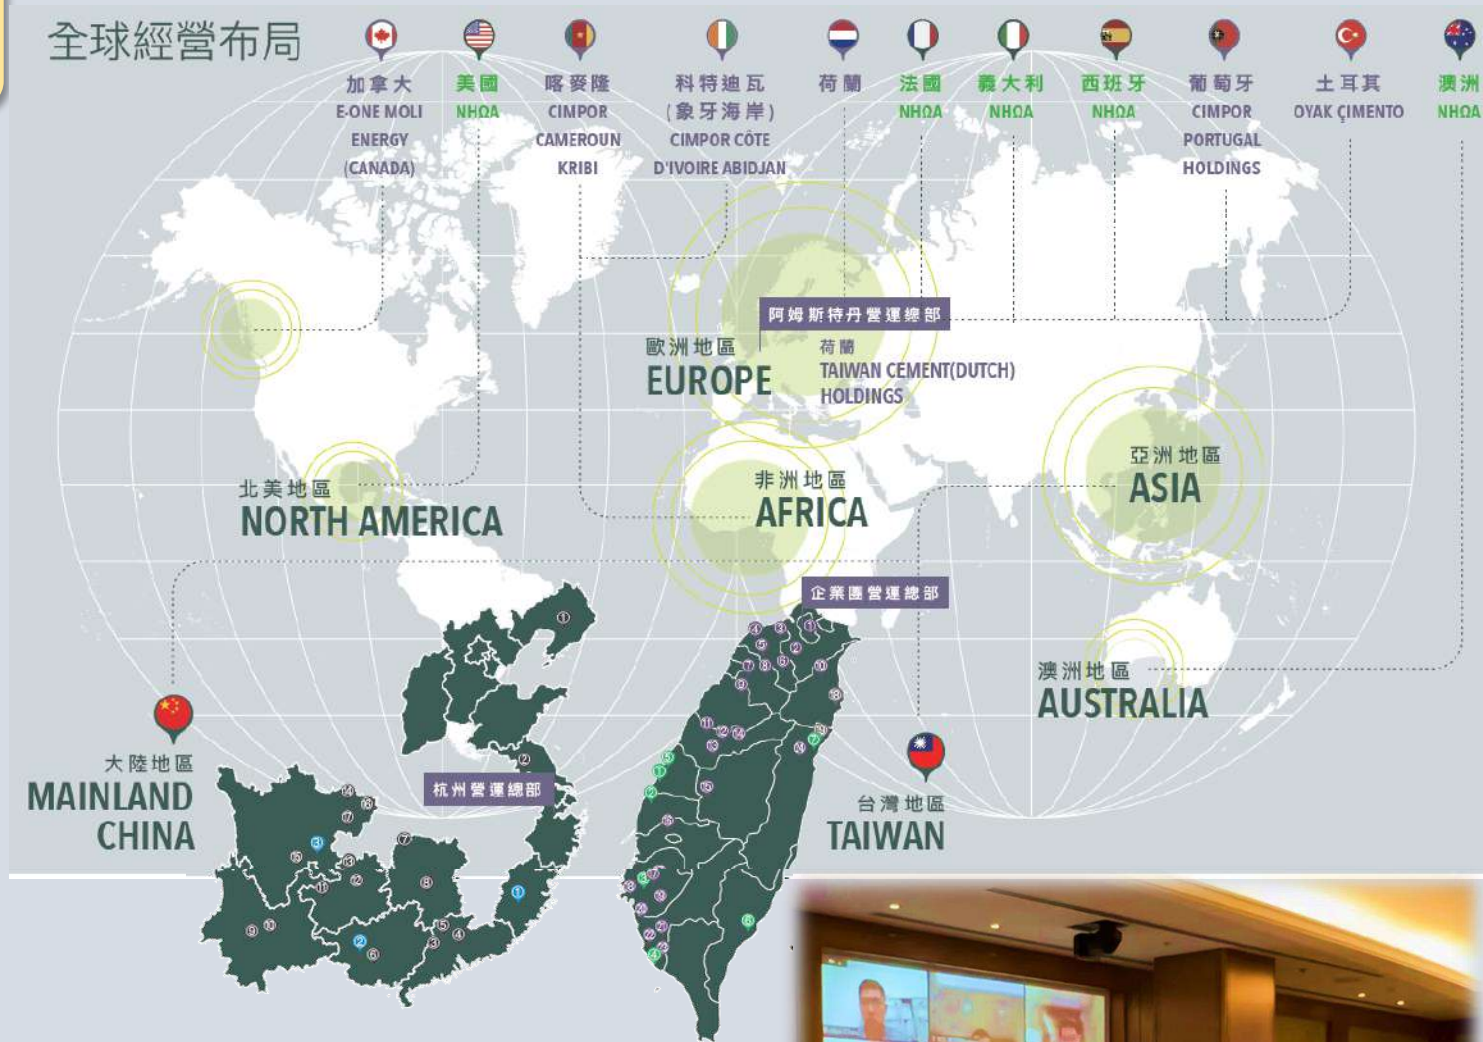 全球經營布局
加拿大
E-ONE MOLI
ENERGY
(CANADA)
美國
NHΩA
喀麥隆
CIMPOR
CAMEROUN
KRIBI
科特迪瓦
(象牙海岸)
CIMPOR CÔTE
D'IVOIRE ABIDJAN
荷蘭
法國
NHΩA
義大利
NHΩA
西班牙
NHΩA
葡萄牙
CIMPOR
PORTUGAL
HOLDINGS
土耳其
OYAK ÇIMENTO
澳洲
NHΩA
阿姆斯特丹營運總部
荷蘭
TAIWAN CEMENT(DUTCH)
HOLDINGS
歐洲地區
EUROPE
亞洲地區
ASIA
北美地區
NORTH AMERICA
非洲地區
AFRICA
企業團營運總部
澳洲地區
AUSTRALIA
大陸地區
MAINLAND
CHINA
杭州營運總部
台灣地區
TAIWAN